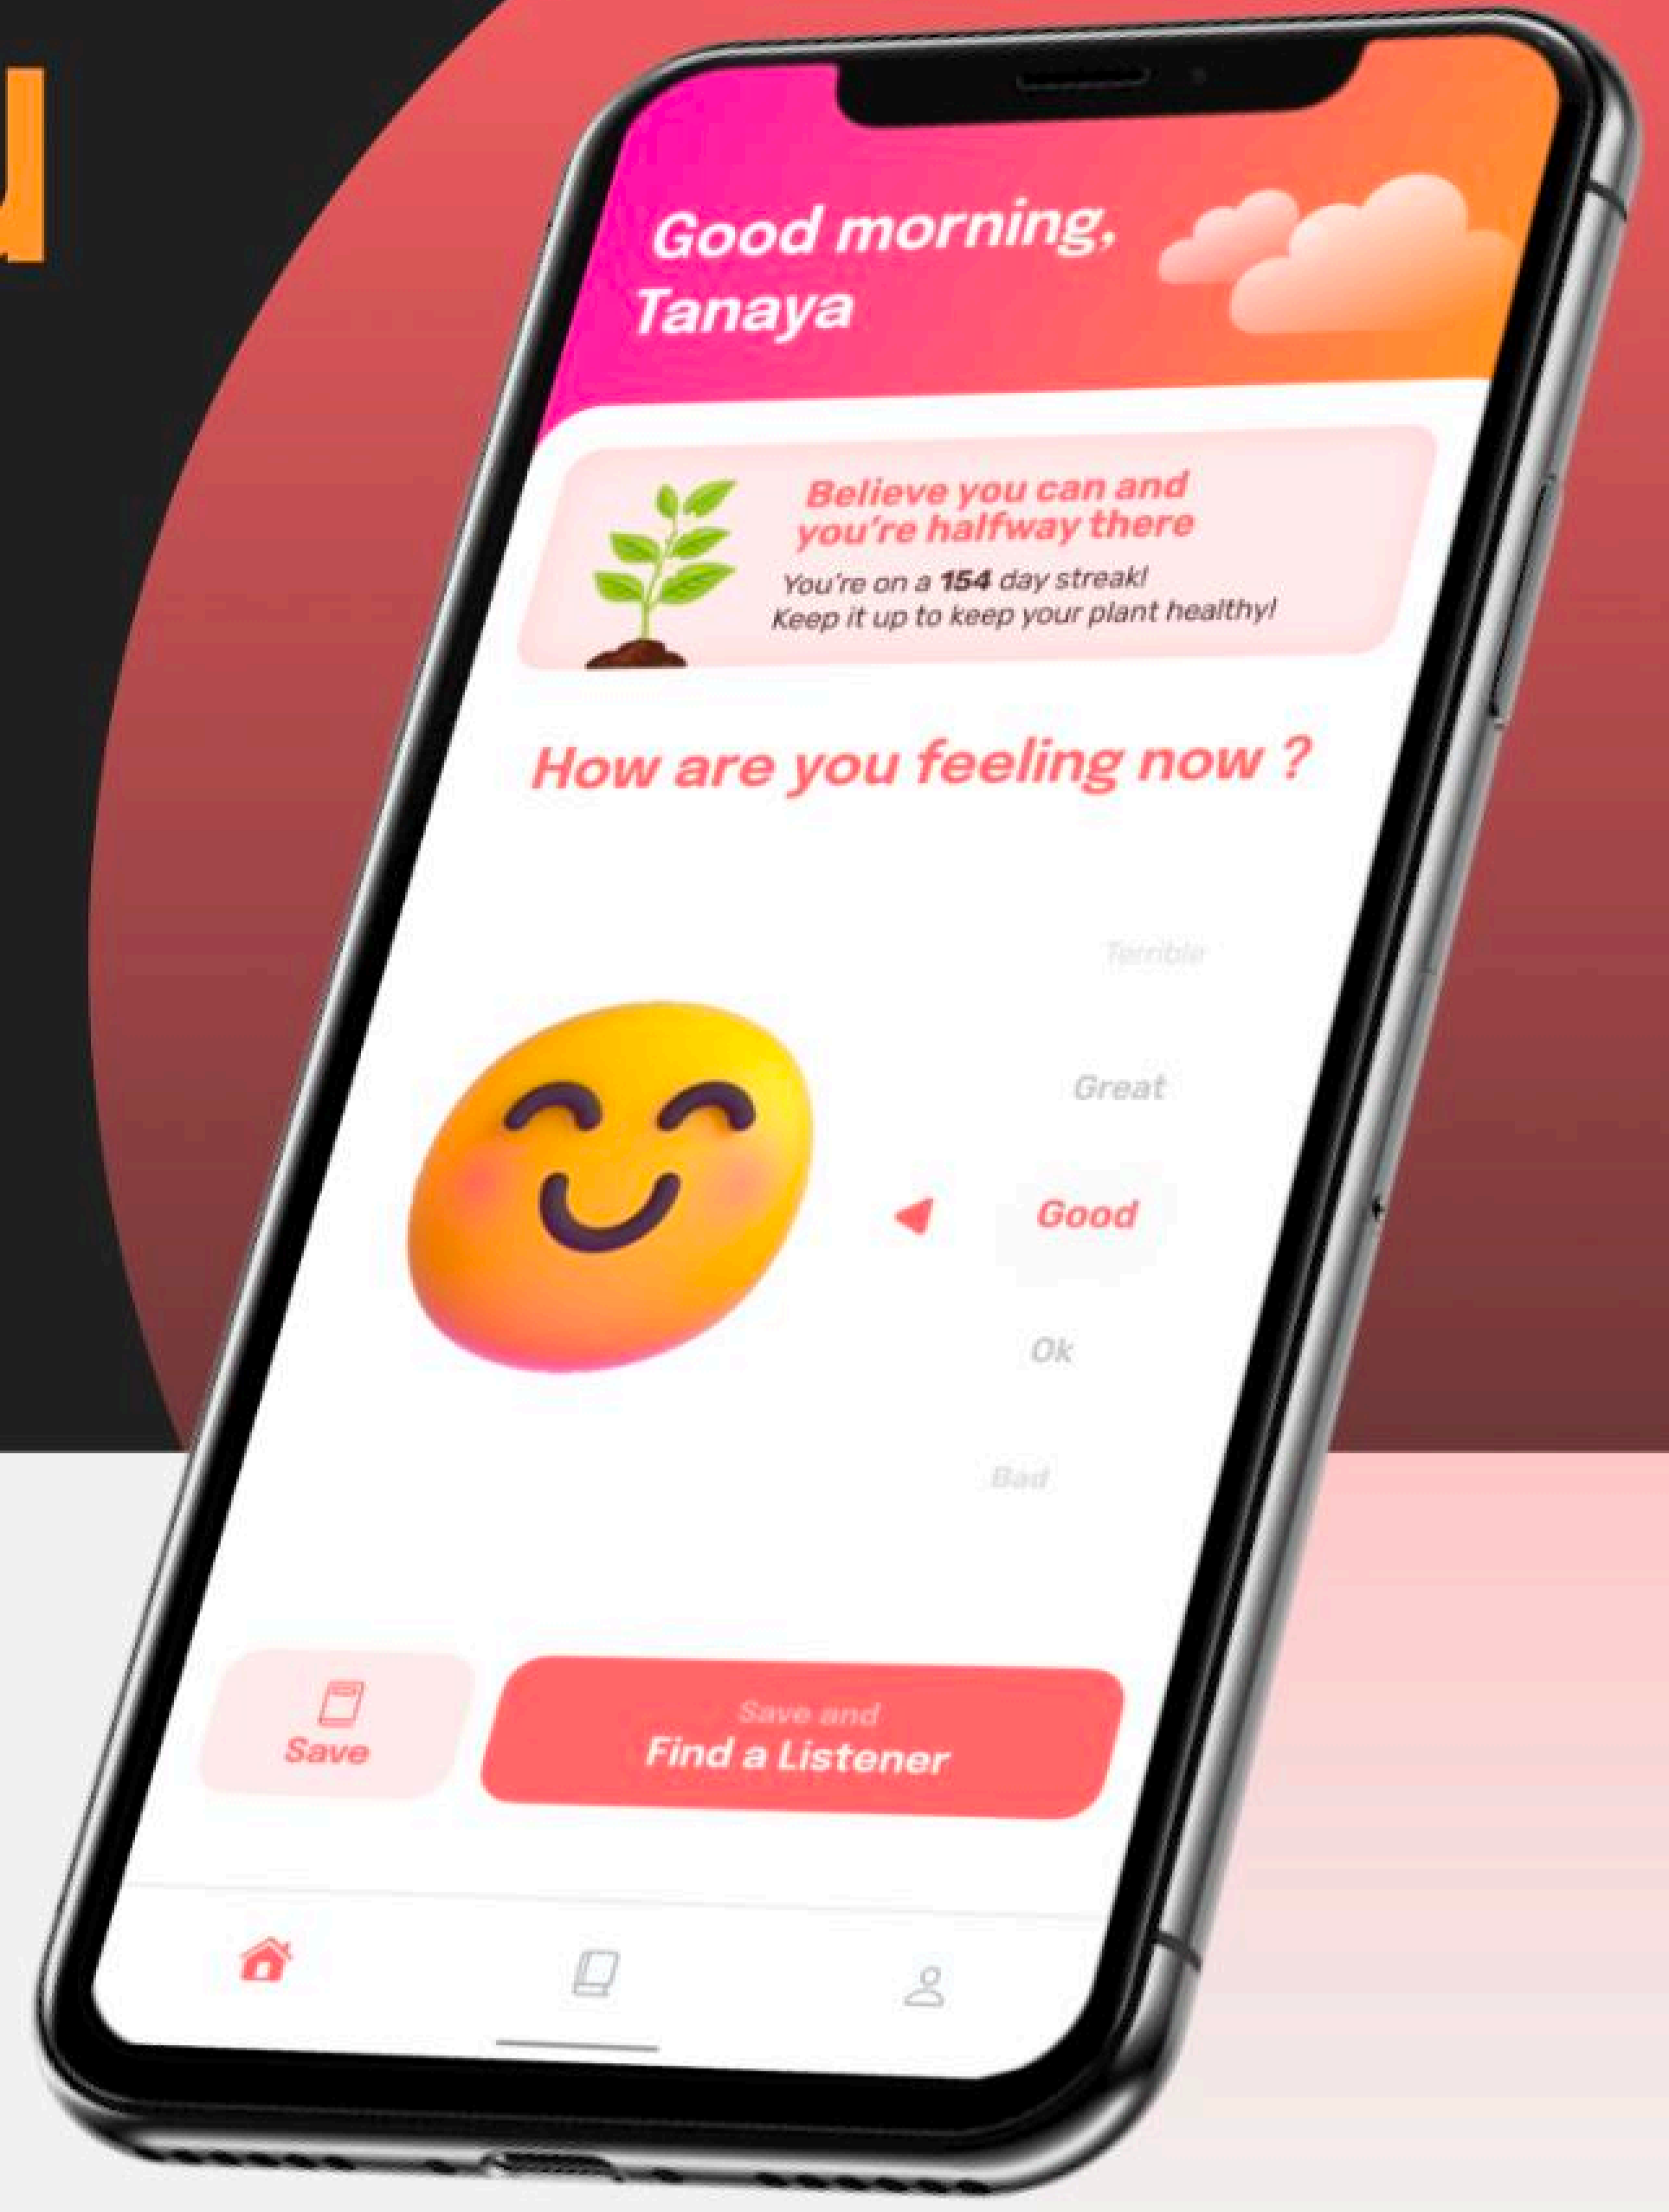 Good morning,
Tanaya
Believe you can and
you're halfway there
You're on a 154 day streak!
Keep it up to keep your plant healthy!
How are you feeling now ?
Terrible
Great
Good
Ok
Bad
Save
Save and
Find a Listener